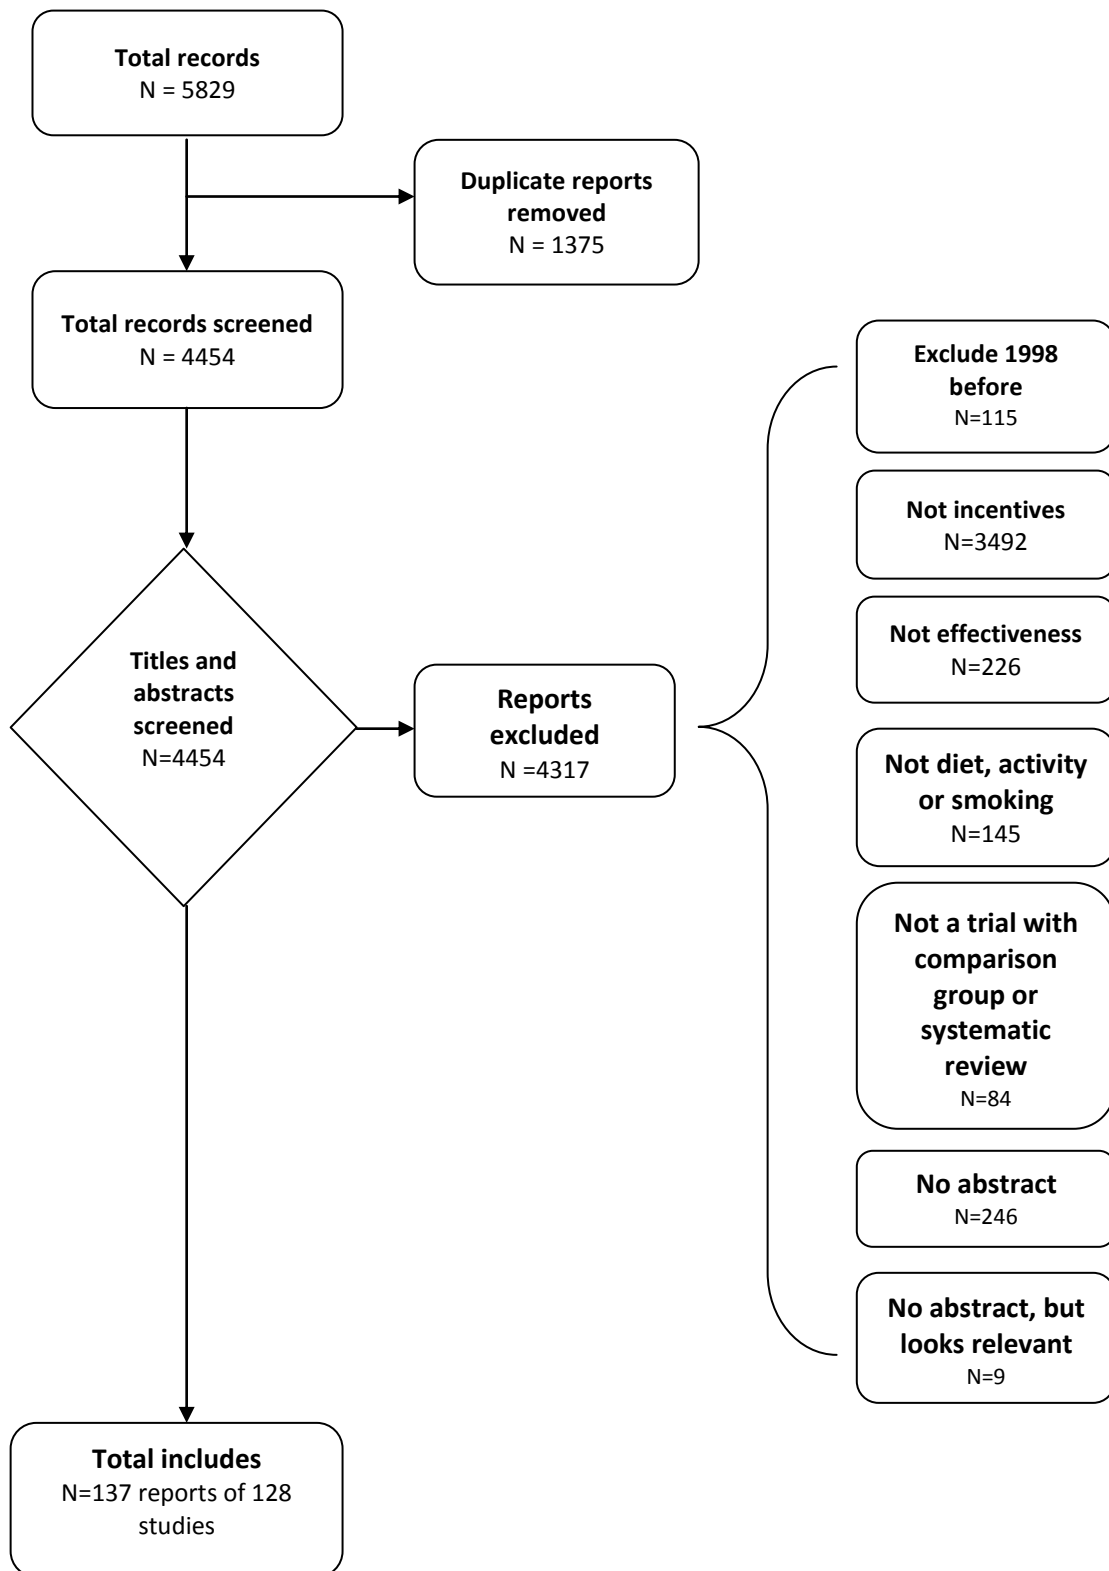 Total records
N = 5829
Duplicate reports
removed
N = 1375
Total records screened
N = 4454
Titles and
abstracts
screened
N=4454
Reports
excluded
N =4317
Exclude 1998
before
N=115
Not incentives
N=3492
Not effectiveness
N=226
Not diet, activity
or smoking
N=145
Not a trial with
comparison
group or
systematic
review
N=84
No abstract
N=246
No abstract, but
looks relevant
N=9
Total includes
N=137 reports of 128
studies